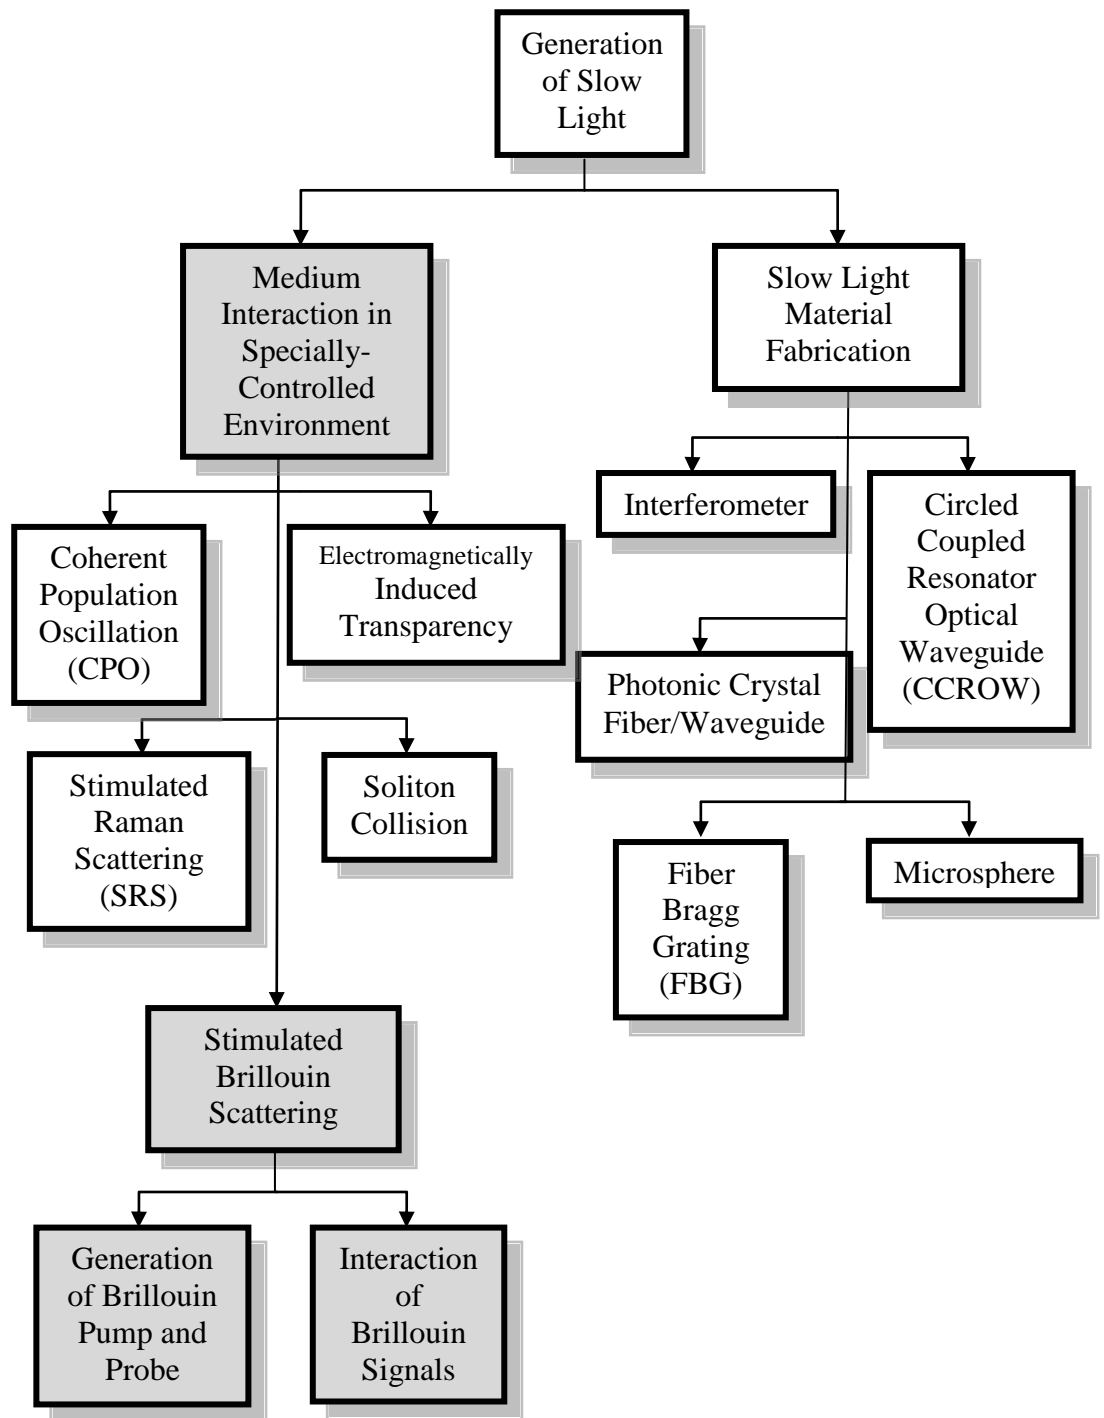 Generation
of Slow
Light
Medium
Interaction in
Specially-
Controlled
Environment
Slow Light
Material
Fabrication
Coherent
Population
Oscillation
(CPO)
Electromagnetically
Induced
Transparency
Interferometer
Circled
Coupled
Resonator
Optical
Waveguide
(CCROW)
Photonic Crystal
Fiber/Waveguide
Stimulated
Raman
Scattering
(SRS)
Soliton
Collision
Fiber
Bragg
Grating
(FBG)
Microsphere
Stimulated
Brillouin
Scattering
Generation
of Brillouin
Pump and
Probe
Interaction
of
Brillouin
Signals